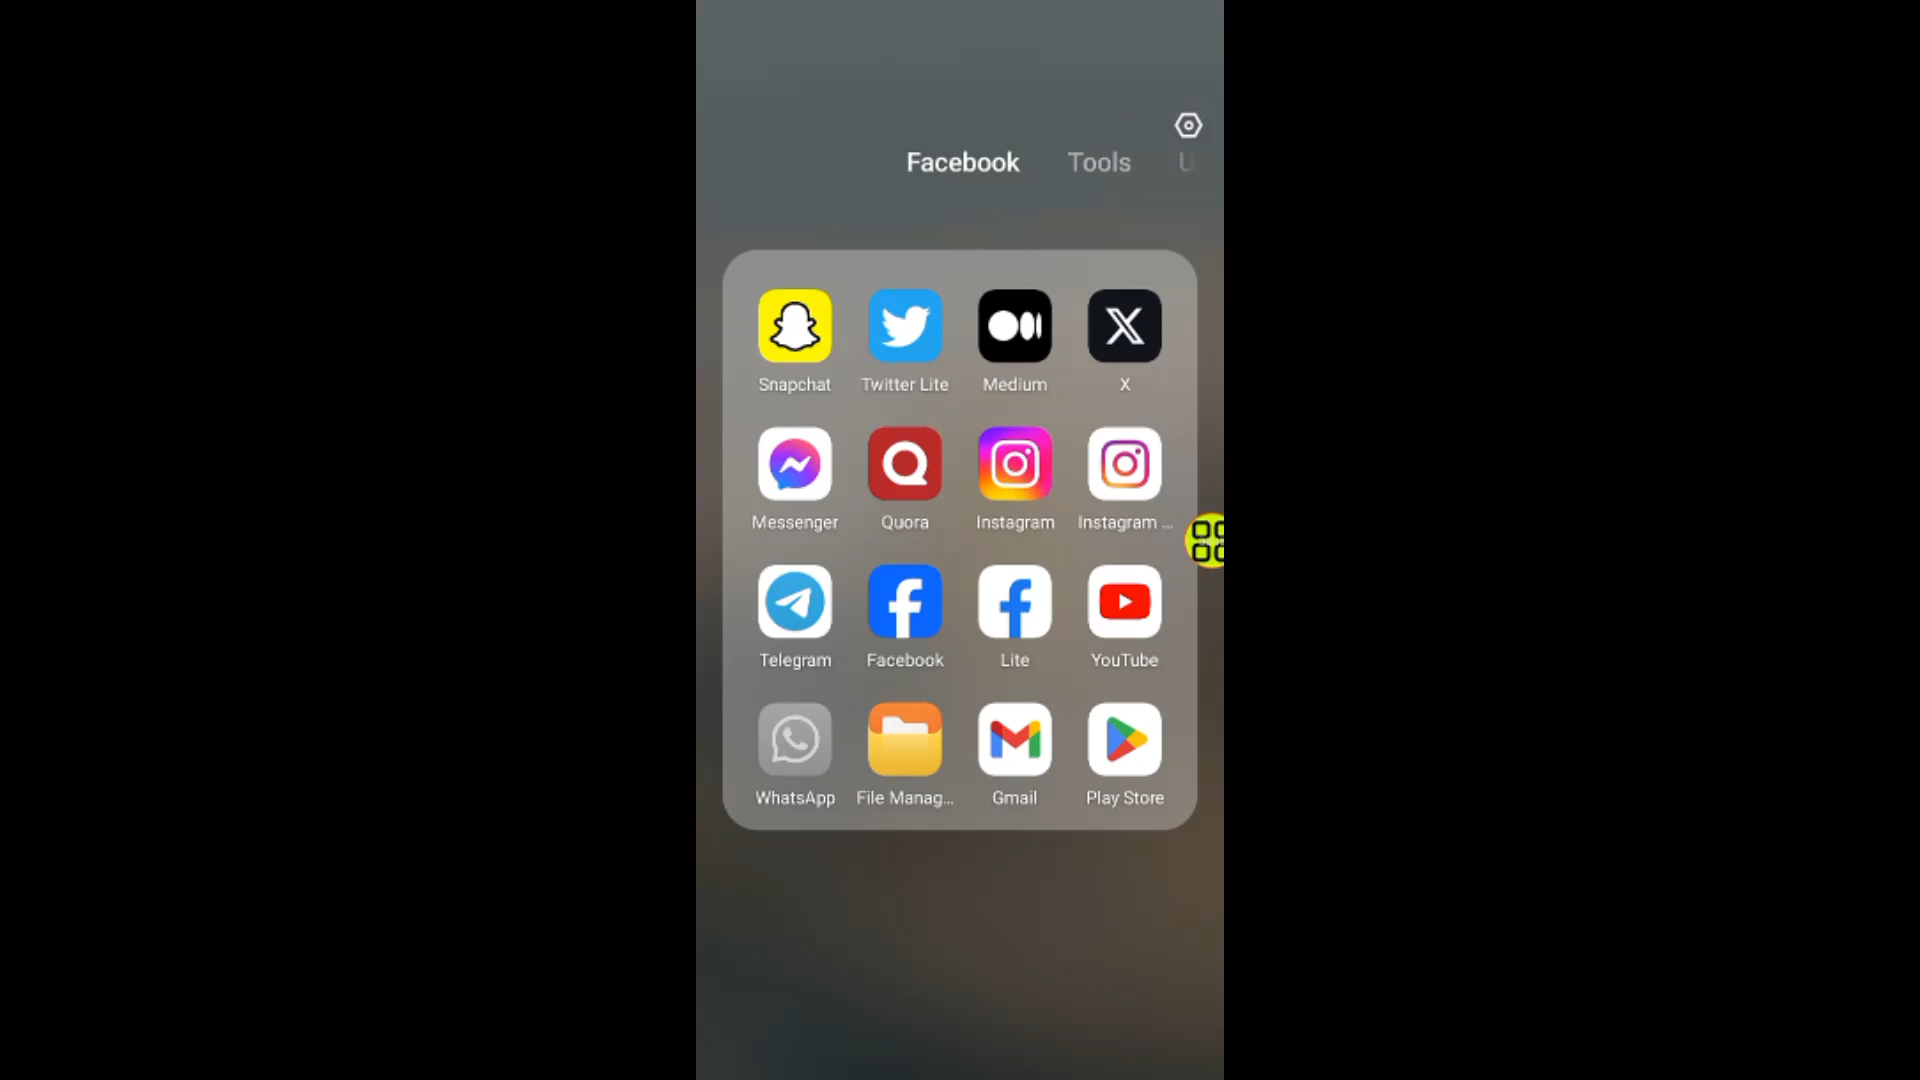 Facebook Tools U
Snapchat Twitter Lite Medium X
Messenger Quora Instagram Instagram ...
Telegram Facebook Lite YouTube
WhatsApp File Manag... Gmail Play Store